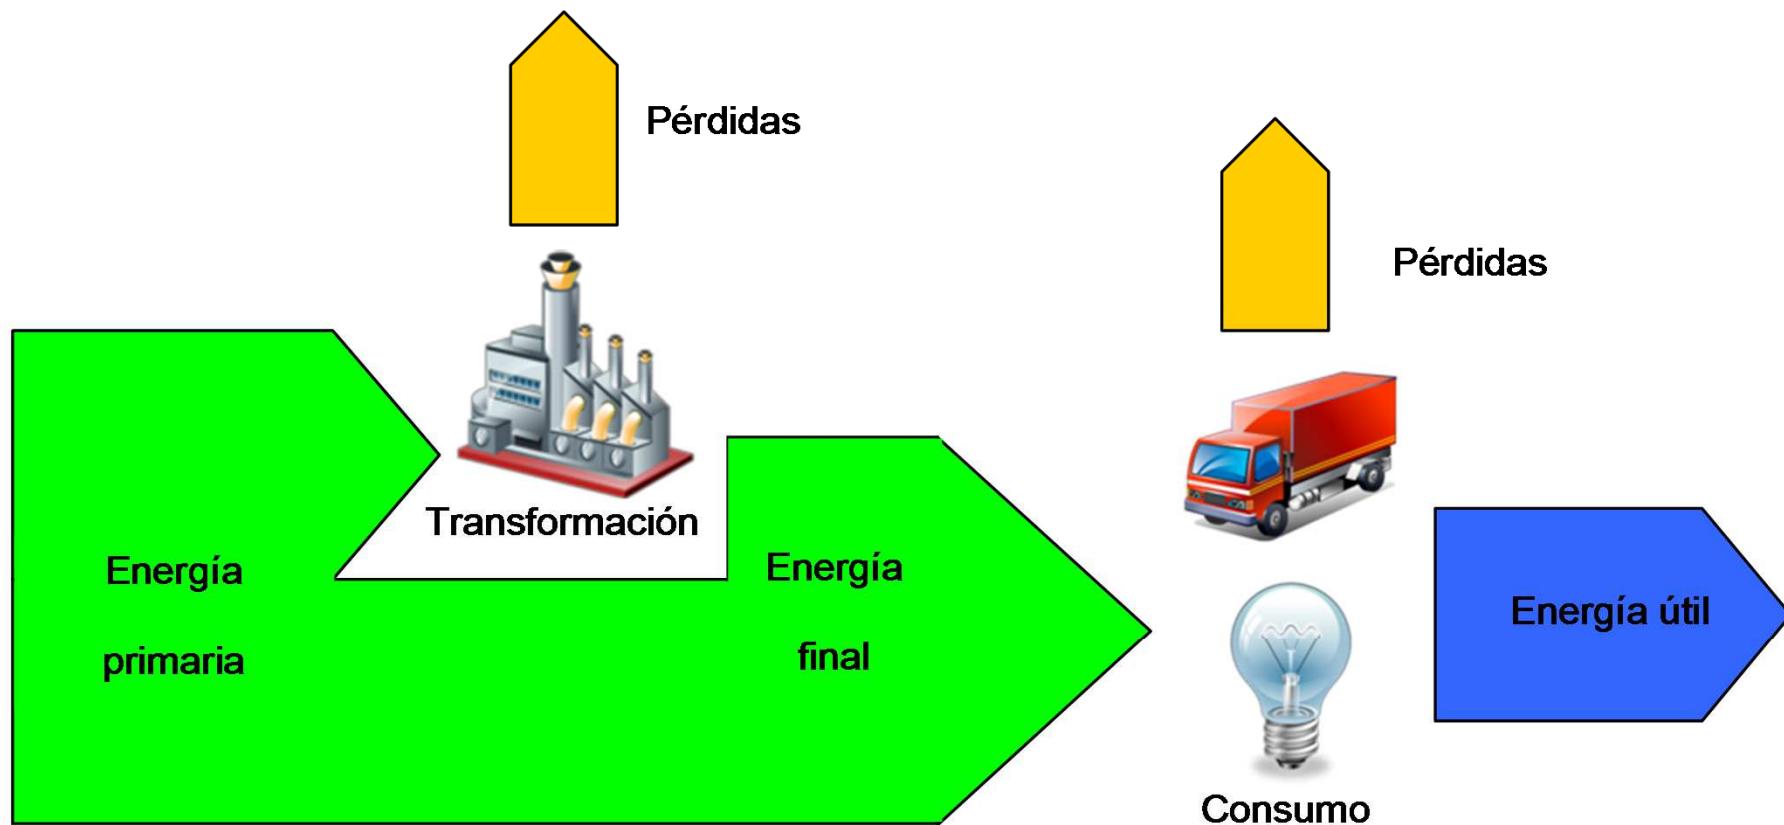 Pérdidas
Pérdidas
Transformación
Energía
primaria
Energía
final
Energía útil
Consumo